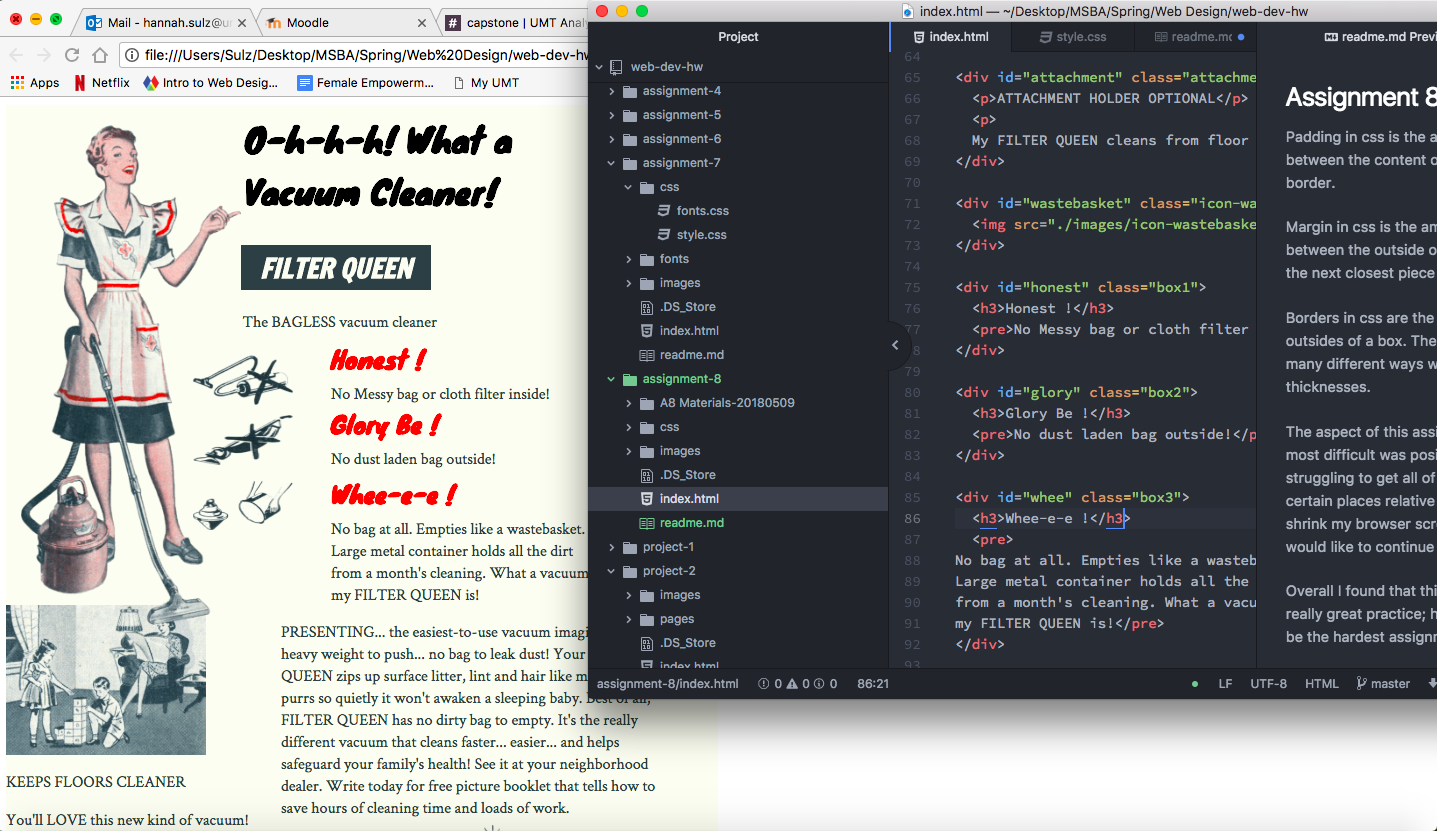 Mail - hannah.sulz@u
Moodle
capstone | UMT Anal
file:///Users/Sulz/Desktop/MSBA/Spring/Web%20Design/web-dev-hw
Apps
Netflix
Intro to Web Desig...
Female Empowerm...
My UMT
O-h-h-h! What a
Vacuum Cleaner!
FILTER QUEEN
The BAGLESS vacuum cleaner
Honest !
No Messy bag or cloth filter inside!
Glory Be !
No dust laden bag outside!
Whee-e-e !
No bag at all. Empties like a wastebasket.
Large metal container holds all the dirt
from a month's cleaning. What a vacuum
my FILTER QUEEN is!
PRESENTING... the easiest-to-use vacuum imagi
heavy weight to push... no bag to leak dust! Your
QUEEN zips up surface litter, lint and hair like m
purrs so quietly it won't awaken a sleeping baby. Best of all,
FILTER QUEEN has no dirty bag to empty. It's the really
different vacuum that cleans faster... easier... and helps
safeguard your family's health! See it at your neighborhood
dealer. Write today for free picture booklet that tells how to
save hours of cleaning time and loads of work.
KEEPS FLOORS CLEANER
You'll LOVE this new kind of vacuum!
index.html — ~/Desktop/MSBA/Spring/Web Design/web-dev-hw
Project
web-dev-hw
assignment-4
assignment-5
assignment-6
assignment-7
css
fonts.css
style.css
fonts
images
.DS_Store
index.html
readme.md
assignment-8
A8 Materials-20180509
css
images
.DS_Store
index.html
readme.md
project-1
project-2
images
pages
.DS_Store
index.html
index.html
style.css
readme.mc
readme.md Previ
64
65 <div id="attachment" class="attachme
66 <p>ATTACHMENT HOLDER OPTIONAL</p>
67 <p>
68 My FILTER QUEEN cleans from floor
69 </div>
70
71 <div id="wastebasket" class="icon-wa
72 <img src="./images/icon-wastebaske
73 </div>
74
75 <div id="honest" class="box1">
76 <h3>Honest !</h3>
77 <pre>No Messy bag or cloth filter
78 </div>
79
80 <div id="glory" class="box2">
81 <h3>Glory Be !</h3>
82 <pre>No dust laden bag outside!</p
83 </div>
84
85 <div id="whee" class="box3">
86 <h3>Whee-e-e !</h3>
87 <pre>
88 No bag at all. Empties like a wasteb
89 Large metal container holds all the
90 from a month's cleaning. What a vacu
91 my FILTER QUEEN is!</pre>
92 </div>
93
Assignment 8
Padding in css is the a
between the content o
border.
Margin in css is the am
between the outside o
the next closest piece
Borders in css are the
outsides of a box. The
many different ways w
thicknesses.
The aspect of this assi
most difficult was posi
struggling to get all of
certain places relative
shrink my browser scr
would like to continue
Overall I found that thi
really great practice; h
be the hardest assignm
assignment-8/index.html
0 0 0
86:21
LF
UTF-8
HTML
master